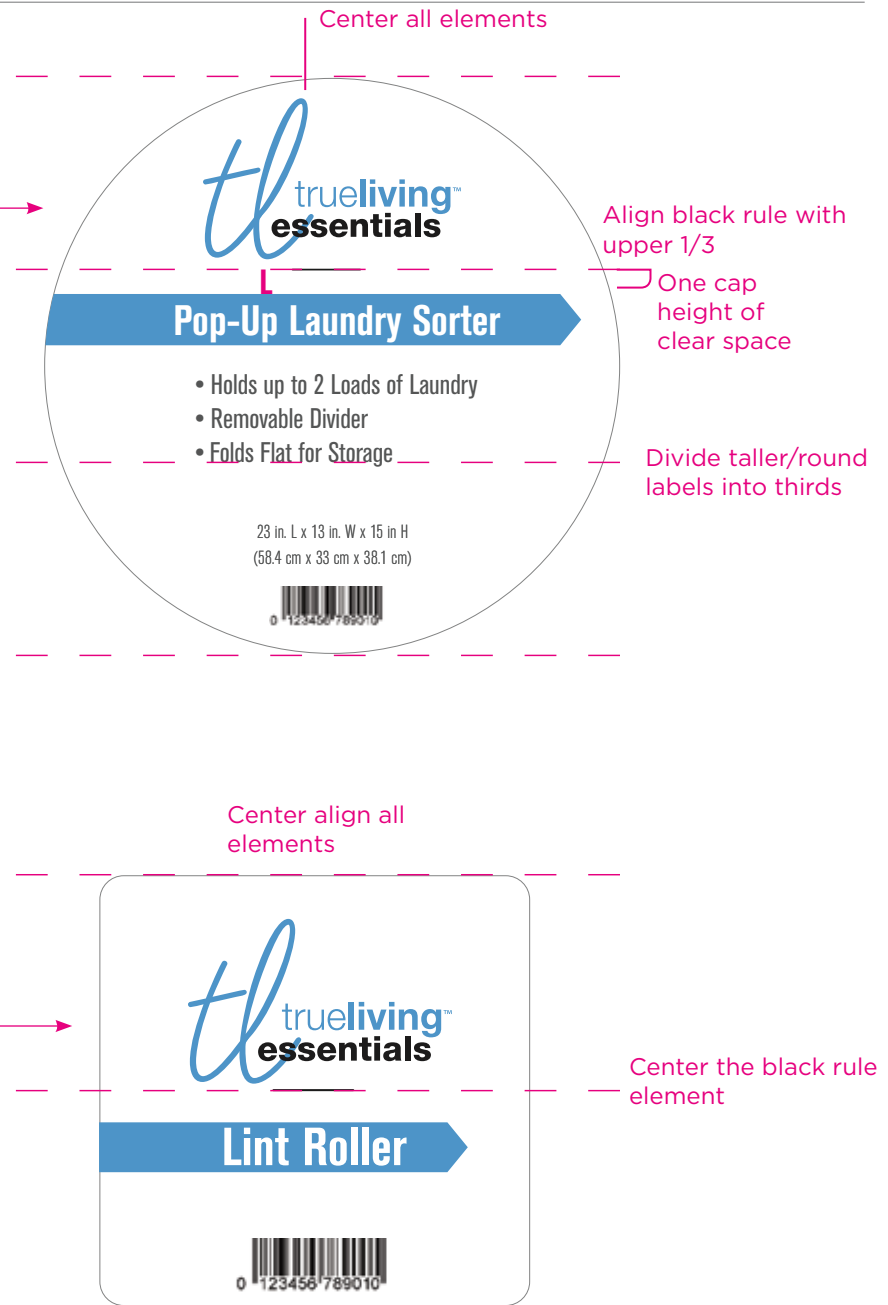 Center all elements
tl
trueliving™
essentials
Align black rule with
upper 1/3
L
One cap
height of
clear space
Pop-Up Laundry Sorter
• Holds up to 2 Loads of Laundry
• Removable Divider
• Folds Flat for Storage
Divide taller/round
labels into thirds
23 in. L x 13 in. W x 15 in H
(58.4 cm x 33 cm x 38.1 cm)
0 123456 789010
Center align all
elements
tl
trueliving™
essentials
Center the black rule
element
Lint Roller
0 123456 789010